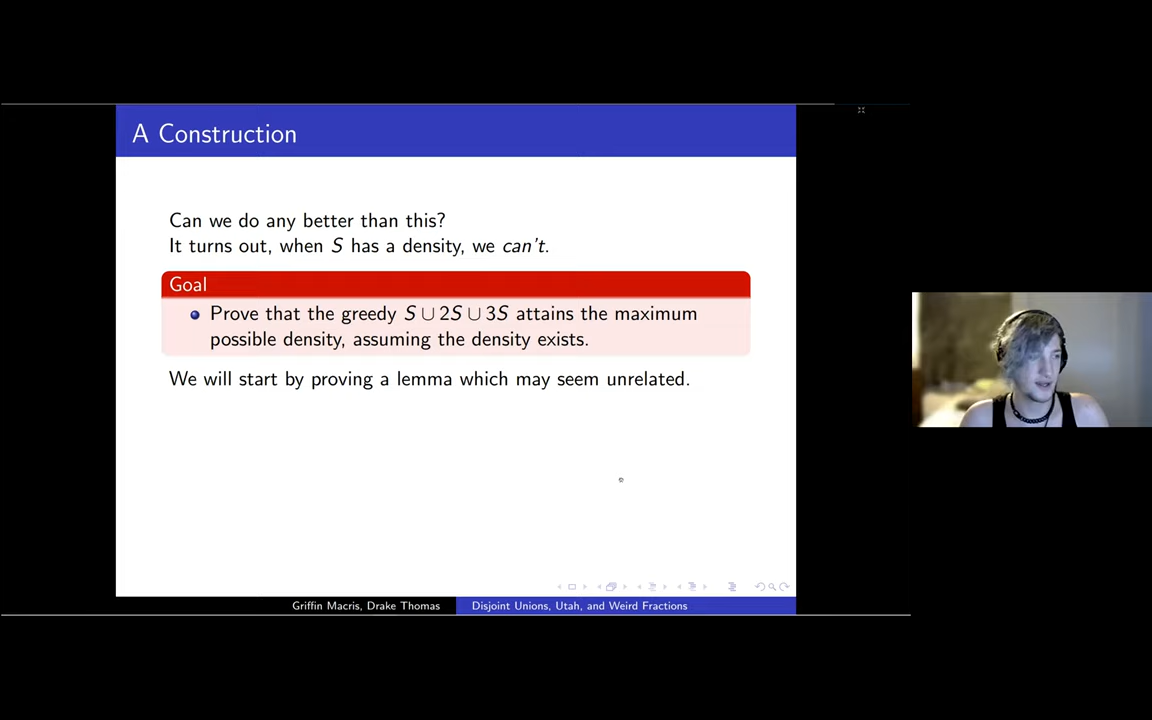 A Construction
Can we do any better than this?
It turns out, when S has a density, we can't.
Goal
Prove that the greedy S ∪ 2S ∪ 3S attains the maximum
possible density, assuming the density exists.
We will start by proving a lemma which may seem unrelated.
Griffin Macris, Drake Thomas
Disjoint Unions, Utah, and Weird Fractions